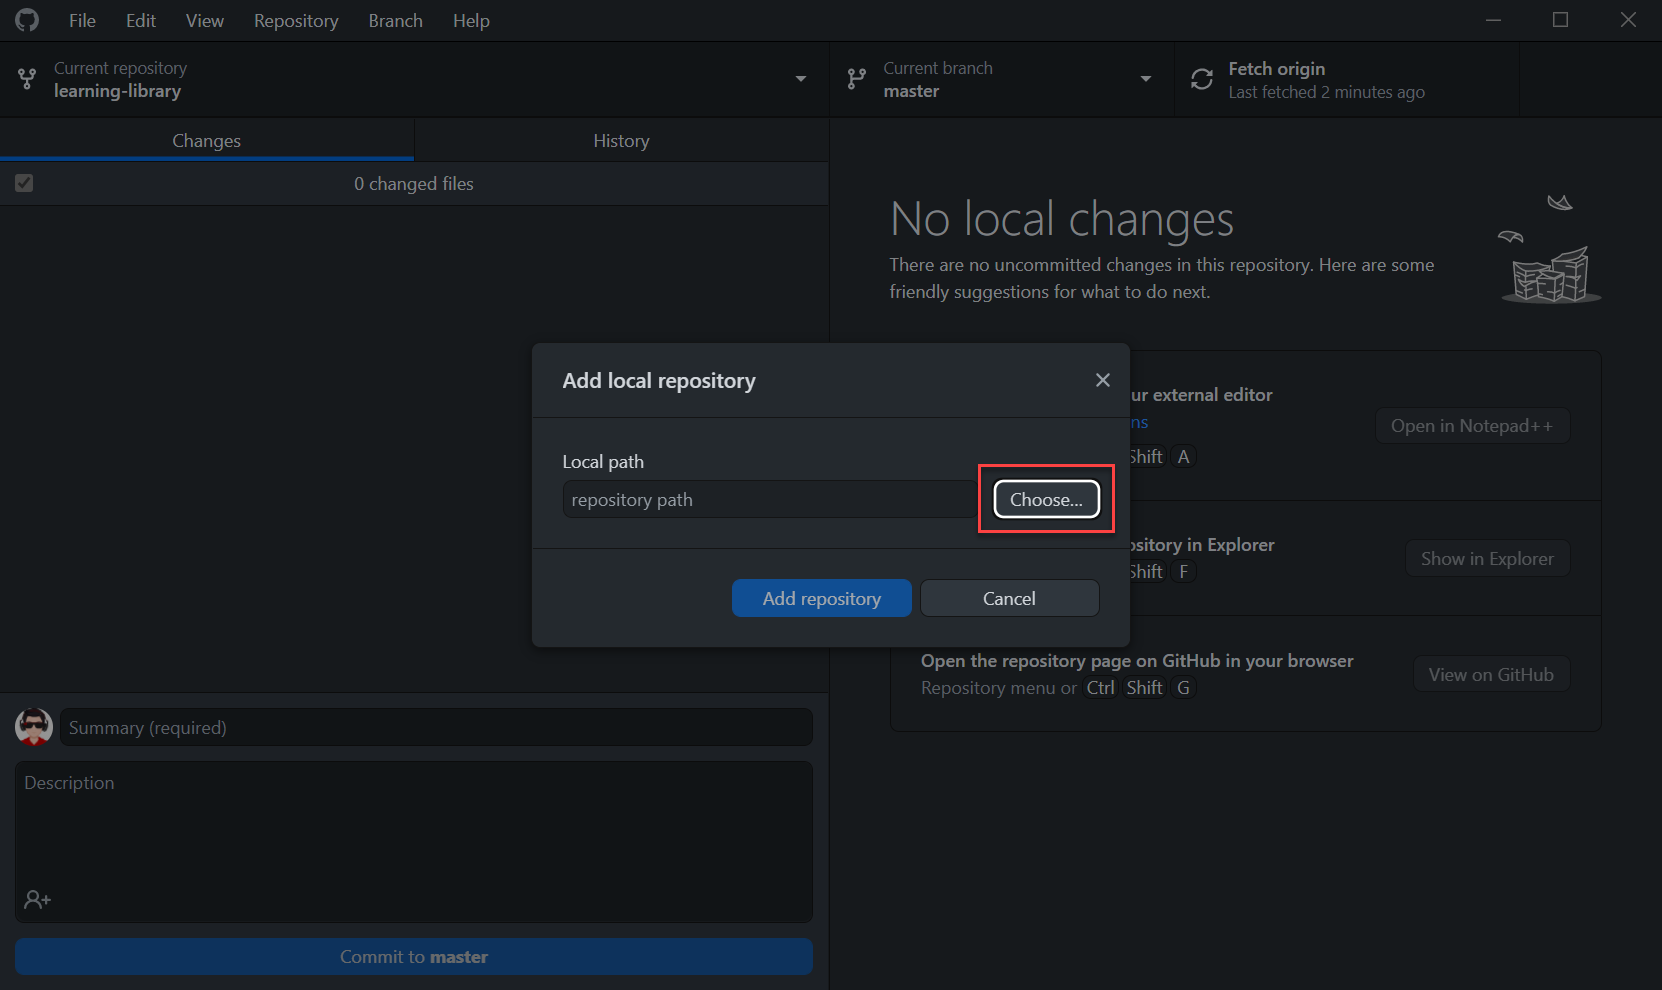 File Edit View Repository Branch Help
Current repository
learning-library
Current branch
master
Fetch origin
Last fetched 2 minutes ago
Changes
History
0 changed files
No local changes
There are no uncommitted changes in this repository. Here are some
friendly suggestions for what to do next.
Add local repository
Local path
repository path
Choose...
Add repository
Cancel
ur external editor
ns
Shift A
Open in Notepad++
ository in Explorer
Shift F
Show in Explorer
Open the repository page on GitHub in your browser
Repository menu or Ctrl Shift G
View on GitHub
Summary (required)
Description
Commit to master